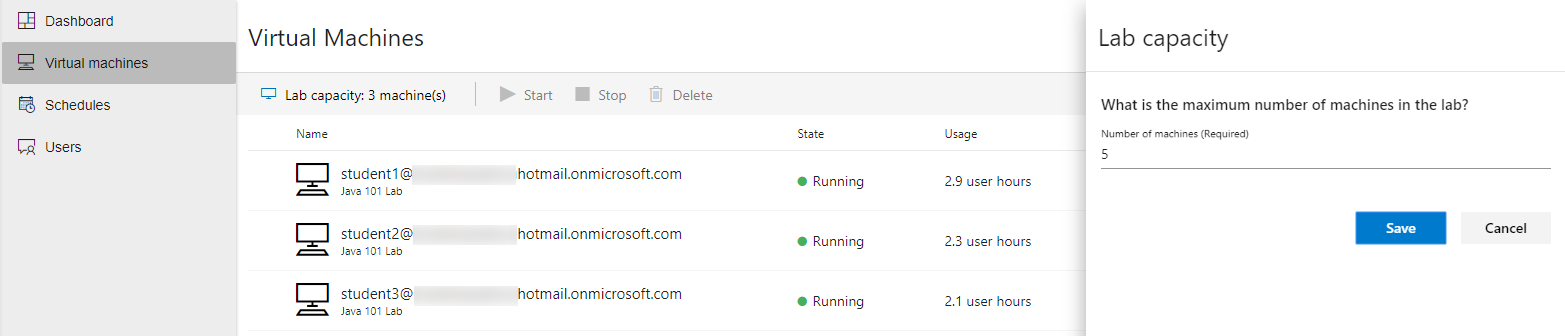 Dashboard
Virtual machines
Schedules
Users
Virtual Machines
Lab capacity: 3 machine(s) Start Stop Delete
Name State Usage
student1@ hotmail.onmicrosoft.com Running 2.9 user hours
Java 101 Lab
student2@ hotmail.onmicrosoft.com Running 2.3 user hours
Java 101 Lab
student3@ hotmail.onmicrosoft.com Running 2.1 user hours
Java 101 Lab
Lab capacity
What is the maximum number of machines in the lab?
Number of machines (Required)
5
Save Cancel